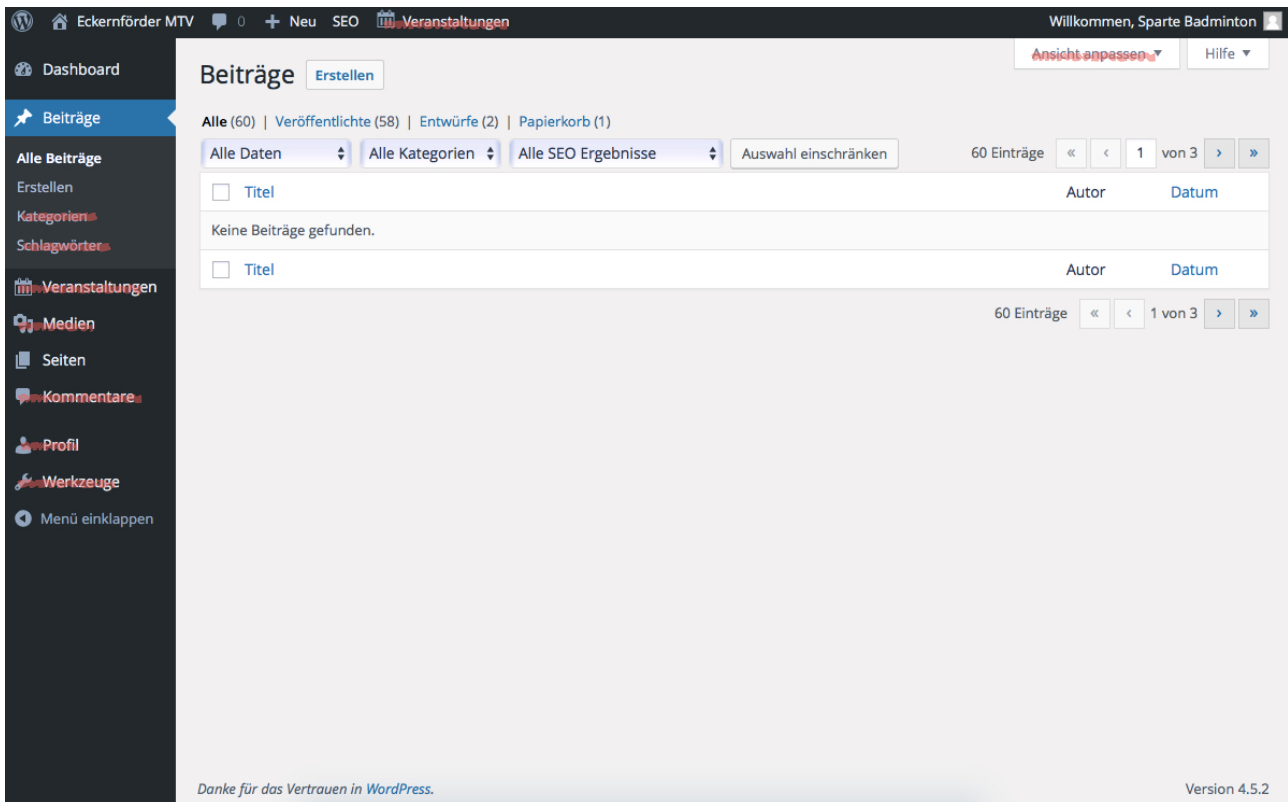 Eckernförder MTV 0 + Neu SEO Veranstaltungen Willkommen, Sparte Badminton
Ansicht anpassen ▼ Hilfe ▼
Dashboard
Beiträge
Alle Beiträge
Erstellen
Kategorien
Schlagwörter
Veranstaltungen
Medien
Seiten
Kommentare
Profil
Werkzeuge
Menü einklappen
Beiträge Erstellen
Alle (60) | Veröffentlichte (58) | Entwürfe (2) | Papierkorb (1)
Alle Daten Alle Kategorien Alle SEO Ergebnisse Auswahl einschränken 60 Einträge « ‹ 1 von 3 › »
Titel Autor Datum
Keine Beiträge gefunden.
Titel Autor Datum
60 Einträge « ‹ 1 von 3 › »
Danke für das Vertrauen in WordPress. Version 4.5.2